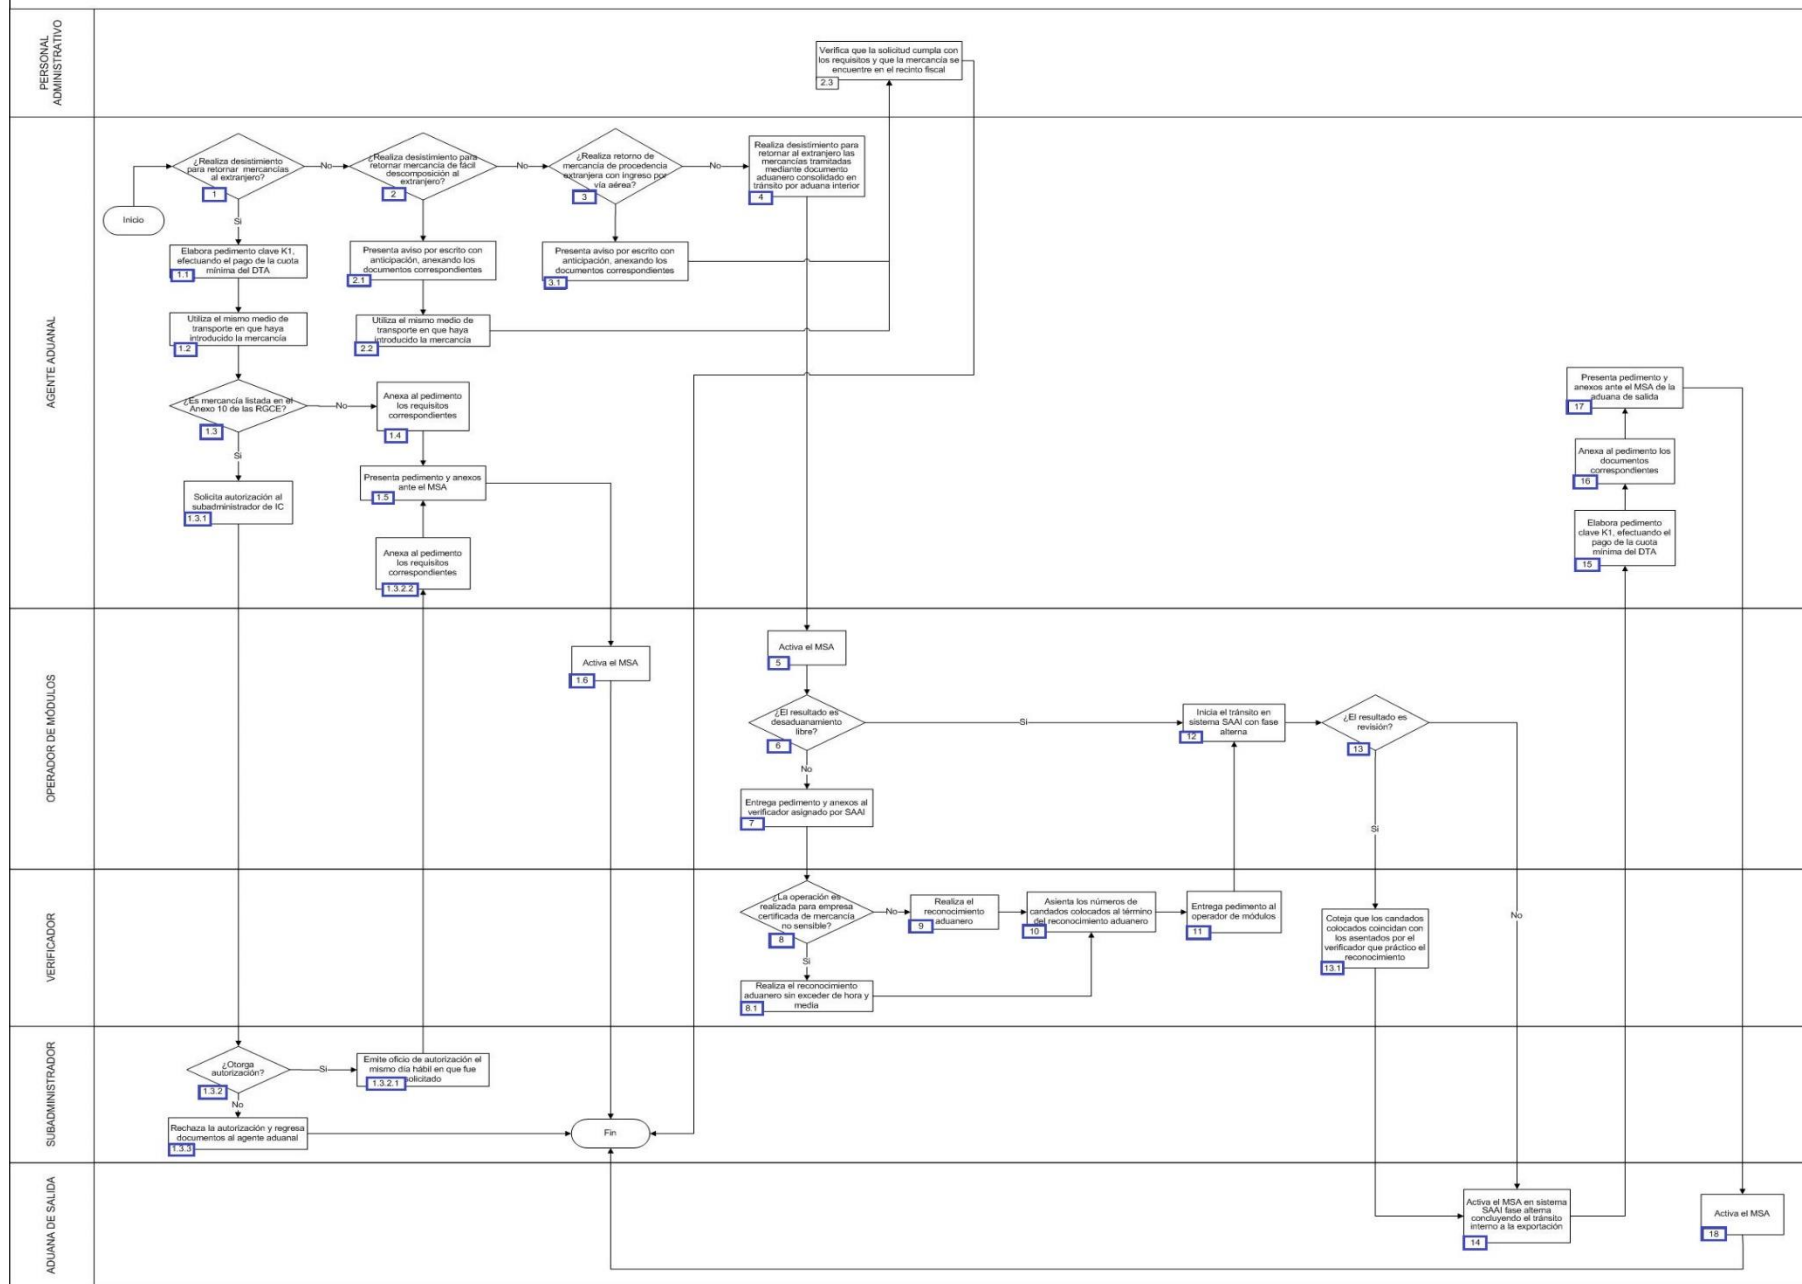 PERSONAL
ADMINISTRATIVO
Verifica que la solicitud cumpla con
los requisitos y que la mercancía se
encuentre en el recinto fiscal
2.3
AGENTE ADUANAL
Inicio
¿Realiza desistimiento
para retornar mercancías
al extranjero?
1
No
Si
¿Realiza desistimiento para
retornar mercancía de fácil
descomposición al
extranjero?
2
No
¿Realiza retorno de
mercancía de procedencia
extranjera con ingreso por
vía aérea?
3
No
Realiza desistimiento para
retornar al extranjero las
mercancías tramitadas
mediante documento
aduanero consolidado en
tránsito por aduana interior
4
Elabora pedimento clave K1,
efectuando el pago de la cuota
mínima del DTA
1.1
Presenta aviso por escrito con
anticipación, anexando los
documentos correspondientes
2.1
Presenta aviso por escrito con
anticipación, anexando los
documentos correspondientes
3.1
Utiliza el mismo medio de
transporte en que haya
introducido la mercancía
1.2
Utiliza el mismo medio de
transporte en que haya
introducido la mercancía
2.2
¿Es mercancía listada en el
Anexo 10 de las RGCE?
1.3
No
Si
Anexa al pedimento
los requisitos
correspondientes
1.4
Presenta pedimento y anexos
ante el MSA
1.5
Solicita autorización al
subadministrador de IC
1.3.1
Anexa al pedimento
los requisitos
correspondientes
1.3.2.2
Presenta pedimento y
anexos ante el MSA de la
aduana de salida
17
Anexa al pedimento los
documentos
correspondientes
16
Elabora pedimento
clave K1, efectuando el
pago de la cuota
mínima del DTA
15
OPERADOR DE MÓDULOS
Activa el MSA
1.6
Activa el MSA
5
¿El resultado es
desaduanamiento
libre?
6
Si
No
Inicia el tránsito en
sistema SAAI con fase
alterna
12
¿El resultado es
revisión?
13
Si
No
Entrega pedimento y anexos al
verificador asignado por SAAI
7
VERIFICADOR
¿La operación es
realizada para empresa
certificada de mercancía
no sensible?
8
No
Si
Realiza el
reconocimiento
aduanero
9
Asienta los números de
candados colocados al término
del reconocimiento aduanero
10
Entrega pedimento al
operador de módulos
11
Coteja que los candados
colocados coincidan con
los asentados por el
verificador que práctico el
reconocimiento
13.1
Realiza el reconocimiento
aduanero sin exceder de hora y
media
8.1
SUBADMINISTRADOR
¿Otorga
autorización?
1.3.2
Si
No
Emite oficio de autorización el
mismo día hábil en que fue
solicitado
1.3.2.1
Rechaza la autorización y regresa
documentos al agente aduanal
1.3.3
Fin
ADUANA DE SALIDA
Activa el MSA en sistema
SAAI fase alterna
concluyendo el tránsito
interno a la exportación
14
Activa el MSA
18